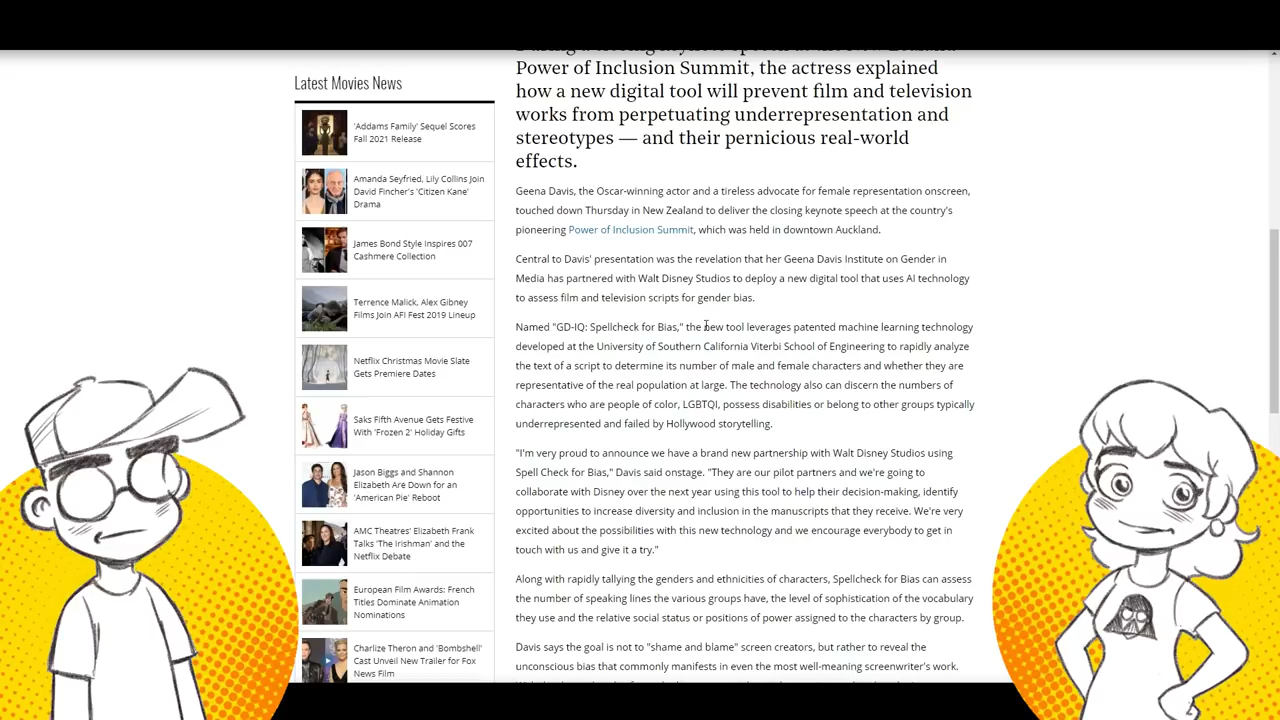 Latest Movies News
'Addams Family' Sequel Scores
Fall 2021 Release
Amanda Seyfried, Lily Collins Join
David Fincher's 'Citizen Kane'
Drama
James Bond Style Inspires 007
Cashmere Collection
Terrence Malick, Alex Gibney
Films Join AFI Fest 2019 Lineup
Netflix Christmas Movie Slate
Gets Premiere Dates
Saks Fifth Avenue Gets Festive
With 'Frozen 2' Holiday Gifts
Jason Biggs and Shannon
Elizabeth Are Down for an
'American Pie' Reboot
AMC Theatres' Elizabeth Frank
Talks 'The Irishman' and the
Netflix Debate
European Film Awards: French
Titles Dominate Animation
Nominations
Charlize Theron and 'Bombshell'
Cast Unveil New Trailer for Fox
News Film
Power of Inclusion Summit, the actress explained
how a new digital tool will prevent film and television
works from perpetuating underrepresentation and
stereotypes — and their pernicious real-world
effects.
Geena Davis, the Oscar-winning actor and a tireless advocate for female representation onscreen,
touched down Thursday in New Zealand to deliver the closing keynote speech at the country's
pioneering Power of Inclusion Summit, which was held in downtown Auckland.
Central to Davis' presentation was the revelation that her Geena Davis Institute on Gender in
Media has partnered with Walt Disney Studios to deploy a new digital tool that uses AI technology
to assess film and television scripts for gender bias.
Named "GD-IQ: Spellcheck for Bias," the new tool leverages patented machine learning technology
developed at the University of Southern California Viterbi School of Engineering to rapidly analyze
the text of a script to determine its number of male and female characters and whether they are
representative of the real population at large. The technology also can discern the numbers of
characters who are people of color, LGBTQI, possess disabilities or belong to other groups typically
underrepresented and failed by Hollywood storytelling.
"I'm very proud to announce we have a brand new partnership with Walt Disney Studios using
Spell Check for Bias," Davis said onstage. "They are our pilot partners and we're going to
collaborate with Disney over the next year using this tool to help their decision-making, identify
opportunities to increase diversity and inclusion in the manuscripts that they receive. We're very
excited about the possibilities with this new technology and we encourage everybody to get in
touch with us and give it a try."
Along with rapidly tallying the genders and ethnicities of characters, Spellcheck for Bias can assess
the number of speaking lines the various groups have, the level of sophistication of the vocabulary
they use and the relative social status or positions of power assigned to the characters by group.
Davis says the goal is not to "shame and blame" screen creators, but rather to reveal the
unconscious bias that commonly manifests in even the most well-meaning screenwriter's work.